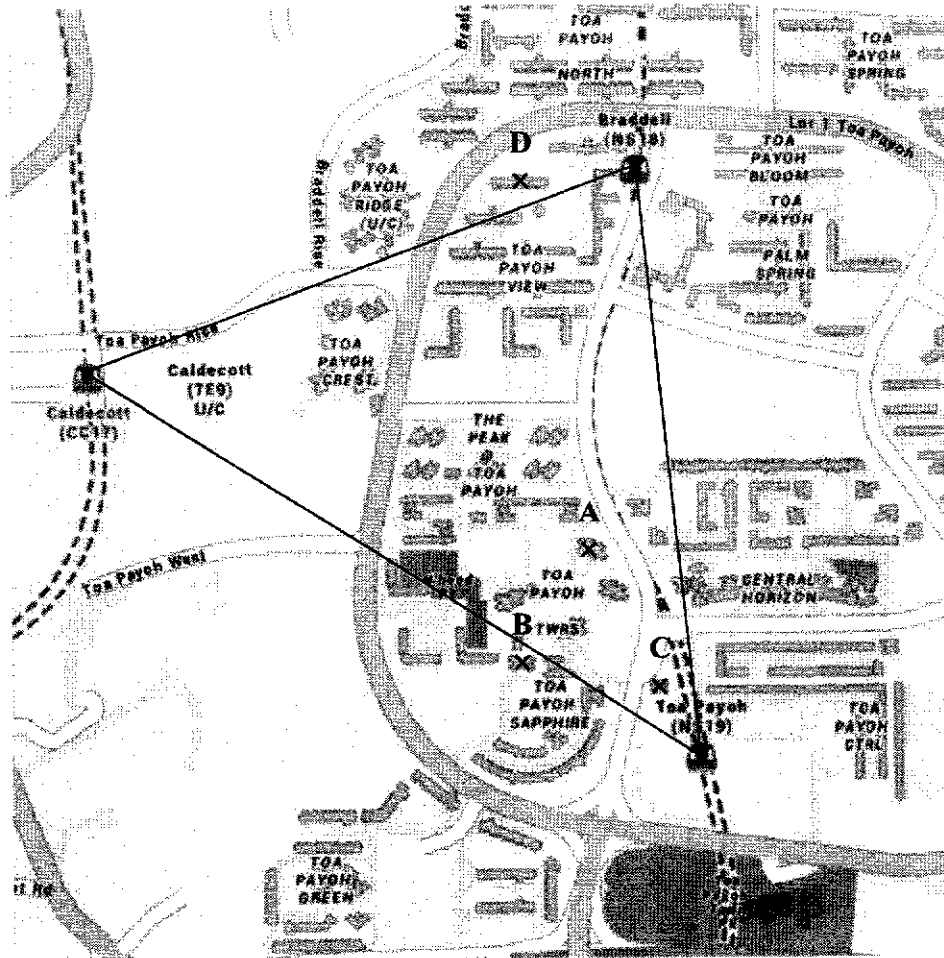 TOA
PAYOH
NORTH
TOA
PAYOH
SPRING
Braddell
(NS18)
Lor 1 Toa Payoh
D
TOA
PAYOH
RIDGE
(U/C)
Braddell Rise
TOA
PAYOH
BLOOM
TOA
PAYOH
PALM
SPRING
TOA
PAYOH
VIEW
Toa Payoh Rise
TOA
PAYOH
CREST
Caldecott
(TE9)
U/C
Caldecott
(CC17)
THE
PEAK
@
TOA
PAYOH
A
Toa Payoh West
TOA
PAYOH
TWRS
CENTRAL
HORIZON
B
C
TOA
PAYOH
SAPPHIRE
Toa Payoh
(NS19)
TOA
PAYOH
CTRL
TOA
PAYOH
GREEN